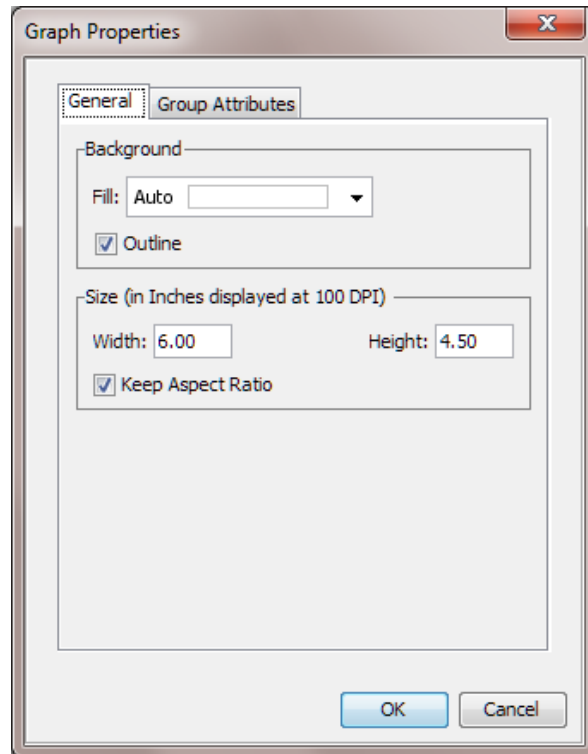 Graph Properties
General Group Attributes
Background
Fill: Auto
Outline
Size (in Inches displayed at 100 DPI)
Width: 6.00 Height: 4.50
Keep Aspect Ratio
OK Cancel